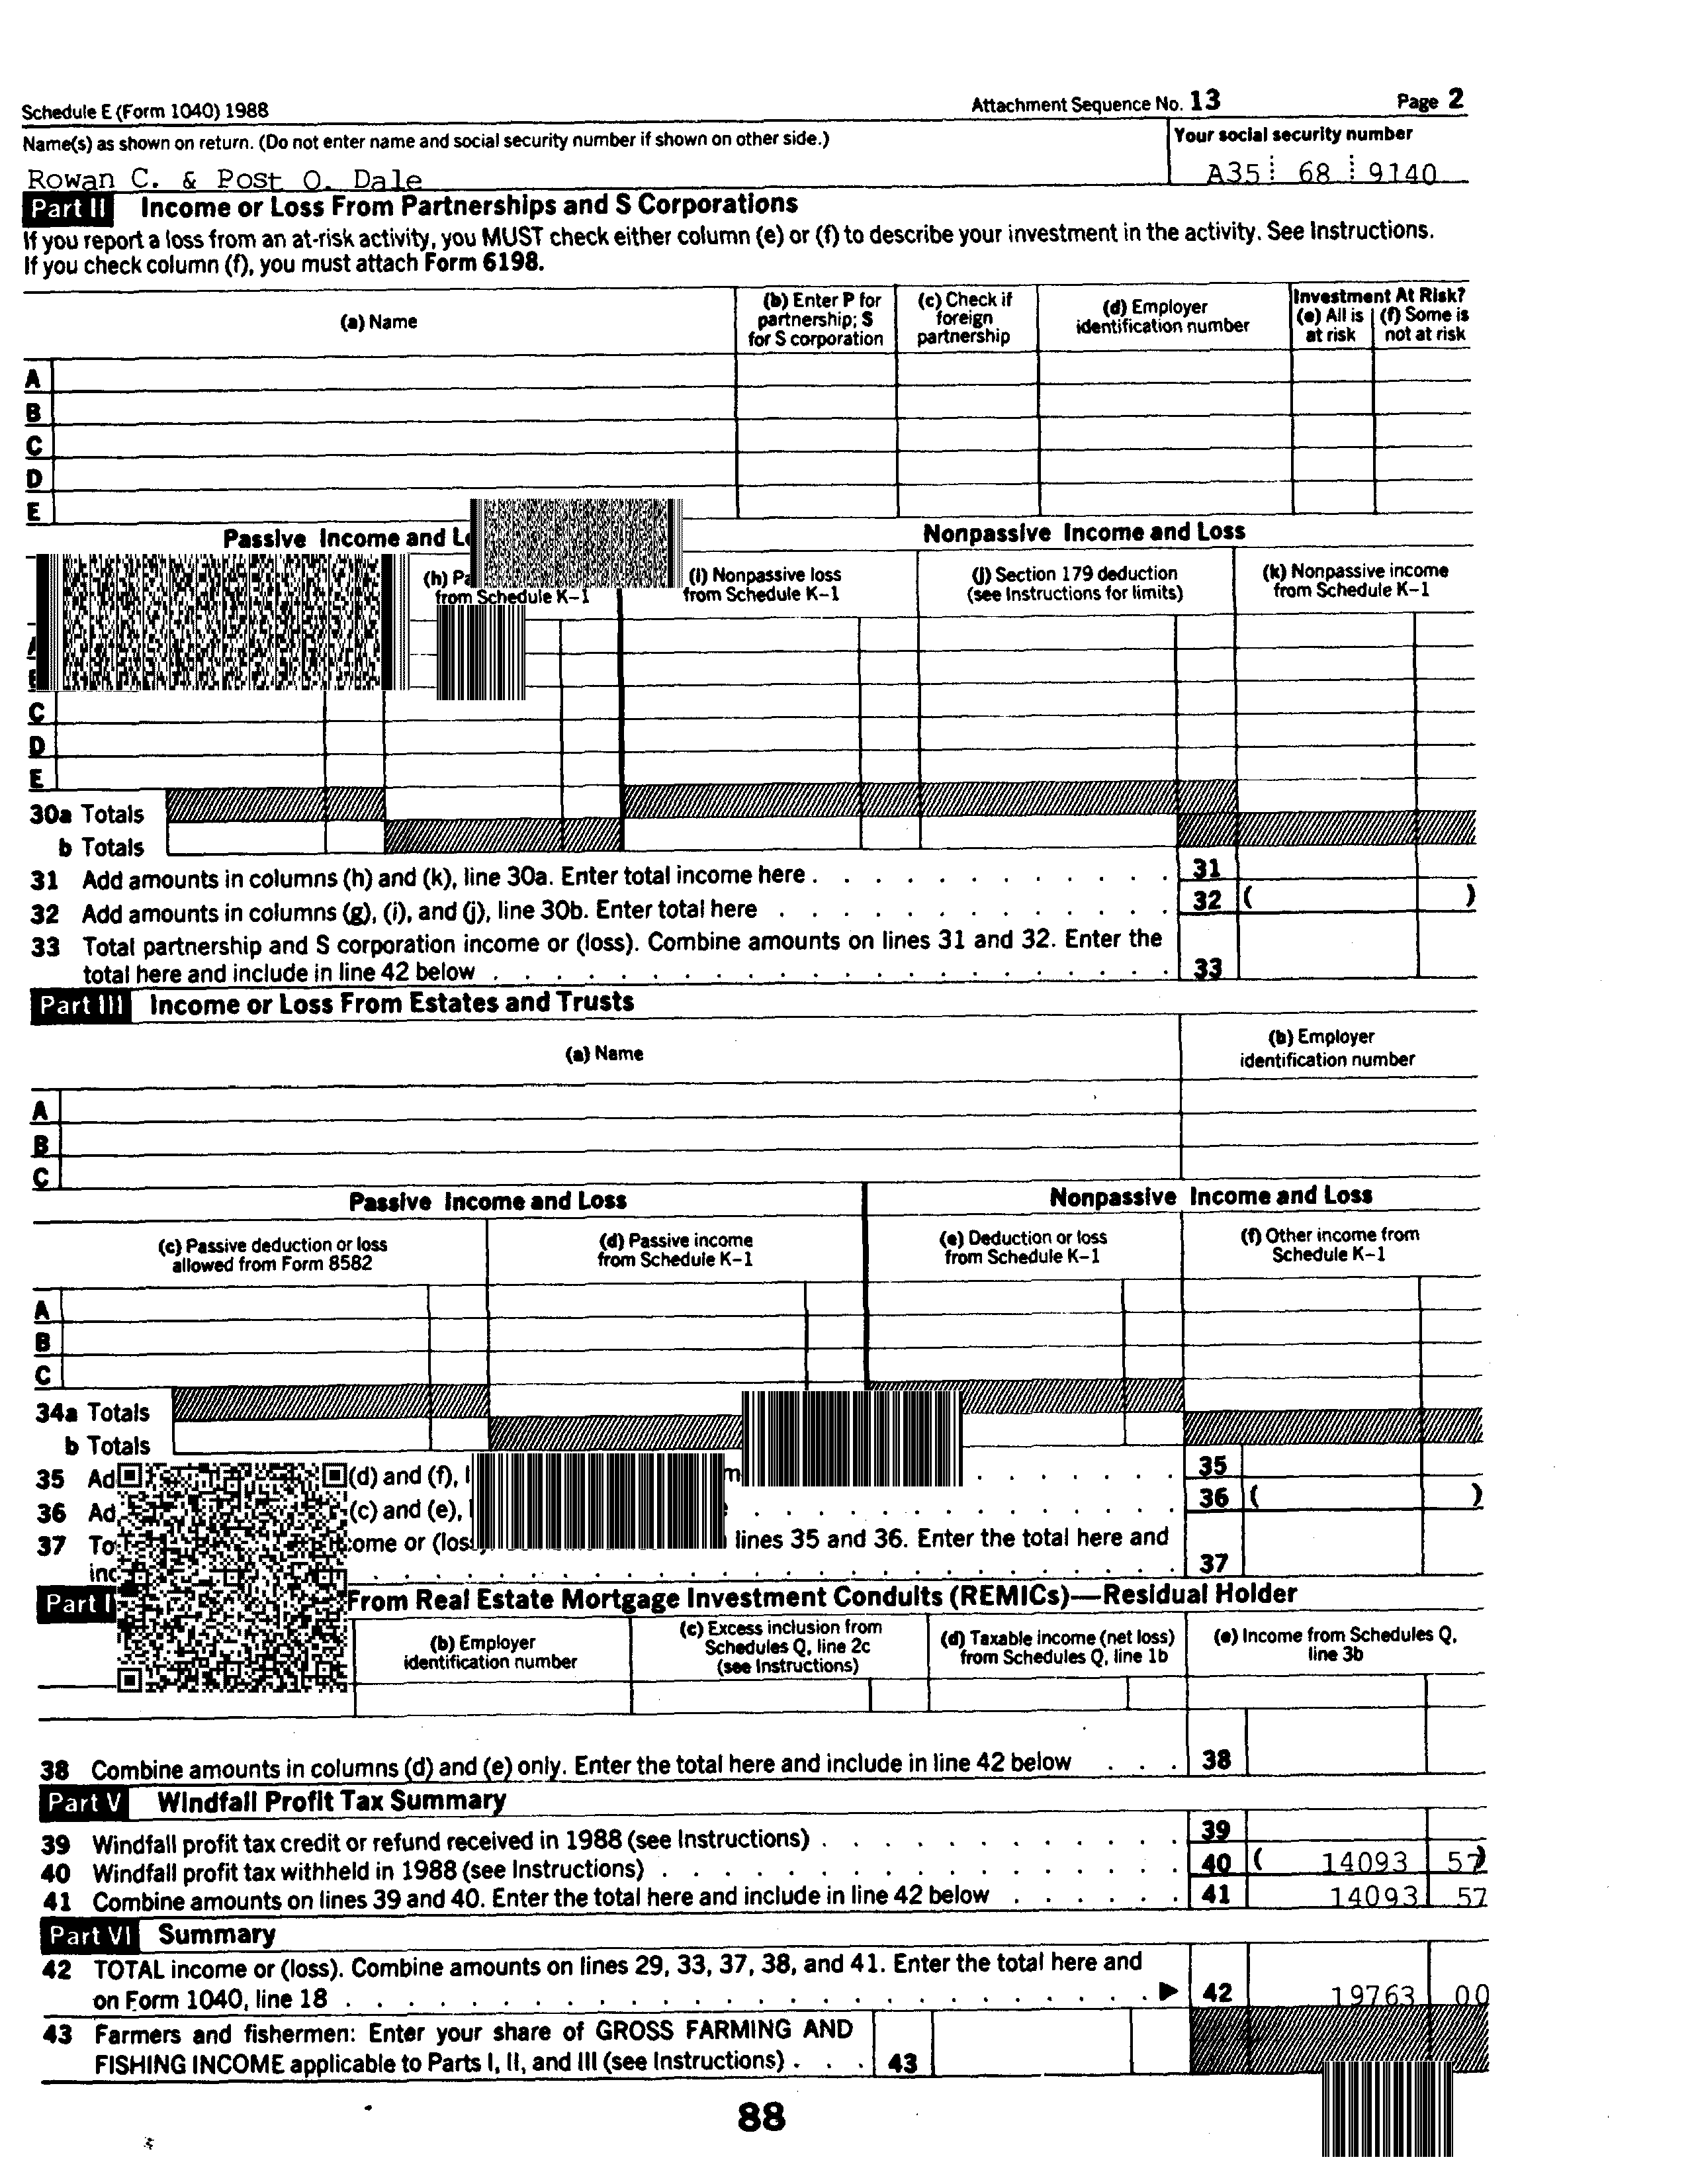 Schedule E (Form 1040) 1988 Attachment Sequence No. 13 Page 2
Name(s) as shown on return. (Do not enter name and social security number if shown on other side.) Your social security number
Rowan C. & Post O. Dale A35 68 9140
Part II Income or Loss From Partnerships and S Corporations
If you report a loss from an at-risk activity, you MUST check either column (e) or (f) to describe your investment in the activity. See Instructions.
If you check column (f), you must attach Form 6198.
(a) Name
(b) Enter P for partnership; S for S corporation
(c) Check if foreign partnership
(d) Employer identification number
Investment At Risk?
(e) All is at risk
(f) Some is not at risk
A
B
C
D
E
Passive Income and Nonpassive Income and Loss
(h)
from Schedule K-1
(i) Nonpassive loss from Schedule K-1
(j) Section 179 deduction (see Instructions for limits)
(k) Nonpassive income from Schedule K-1
C
D
E
30a Totals
b Totals
31 Add amounts in columns (h) and (k), line 30a. Enter total income here . 31
32 Add amounts in columns (g), (i), and (j), line 30b. Enter total here . 32 ( )
33 Total partnership and S corporation income or (loss). Combine amounts on lines 31 and 32. Enter the
total here and include in line 42 below . 33
Part III Income or Loss From Estates and Trusts
(a) Name
(b) Employer identification number
A
B
C
Passive Income and Loss Nonpassive Income and Loss
(c) Passive deduction or loss allowed from Form 8582
(d) Passive income from Schedule K-1
(e) Deduction or loss from Schedule K-1
(f) Other income from Schedule K-1
A
B
C
34a Totals
b Totals
35 (d) and (f), 35
36 (c) and (e), 36 ( )
37 or lines 35 and 36. Enter the total here and
37
Part From Real Estate Mortgage Investment Conduits (REMICs)—Residual Holder
(b) Employer identification number
(c) Excess inclusion from Schedules Q, line 2c (see Instructions)
(d) Taxable income (net loss) from Schedules Q, line 1b
(e) Income from Schedules Q, line 3b
38 Combine amounts in columns (d) and (e) only. Enter the total here and include in line 42 below . . . 38
Part V Windfall Profit Tax Summary
39 Windfall profit tax credit or refund received in 1988 (see Instructions) . 39
40 Windfall profit tax withheld in 1988 (see Instructions) . 40 ( 14093 57)
41 Combine amounts on lines 39 and 40. Enter the total here and include in line 42 below . 41 14093 57
Part VI Summary
42 TOTAL income or (loss). Combine amounts on lines 29, 33, 37, 38, and 41. Enter the total here and
on Form 1040, line 18 . ▶ 42 19763 00
43 Farmers and fishermen: Enter your share of GROSS FARMING AND
FISHING INCOME applicable to Parts I, II, and III (see Instructions) . . . 43
88